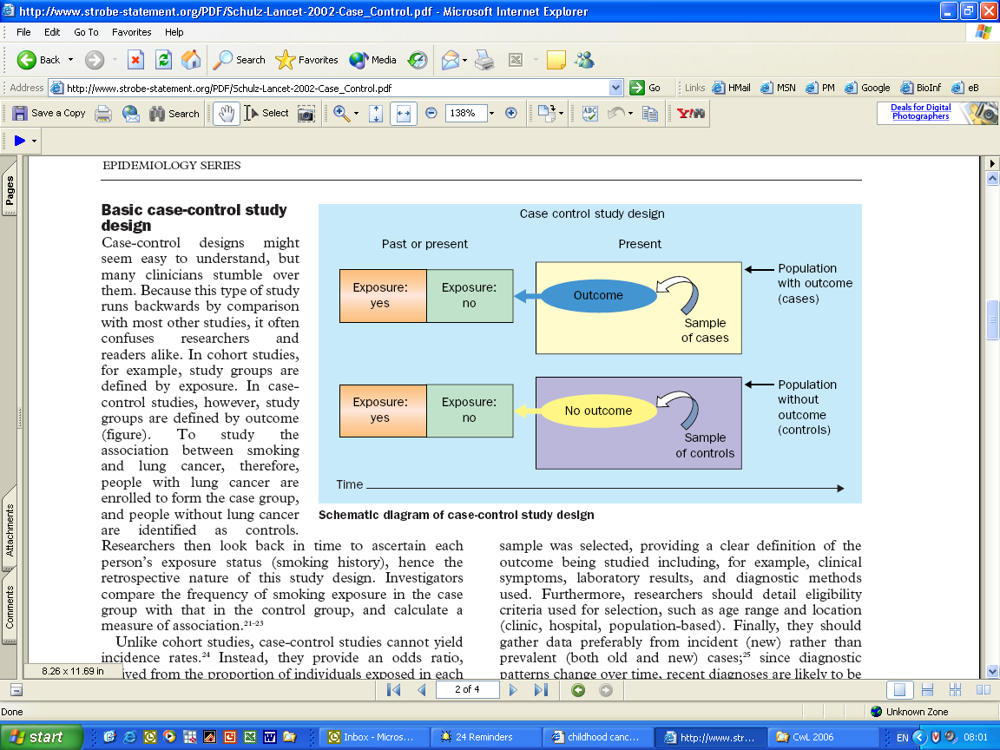 http://www.strobe-statement.org/PDF/Schulz-Lancet-2002-Case_Control.pdf - Microsoft Internet Explorer
File Edit Go To Favorites Help
Back Search Favorites Media
Address http://www.strobe-statement.org/PDF/Schulz-Lancet-2002-Case_Control.pdf Go Links HMail MSN PM Google BioInf eB
Save a Copy Search Select 138% Y! Deals for Digital
Photographers
Pages
Attachments
Comments
EPIDEMIOLOGY SERIES
Basic case-control study
design
Case-control designs might
seem easy to understand, but
many clinicians stumble over
them. Because this type of study
runs backwards by comparison
with most other studies, it often
confuses researchers and
readers alike. In cohort studies,
for example, study groups are
defined by exposure. In case-
control studies, however, study
groups are defined by outcome
(figure). To study the
association between smoking
and lung cancer, therefore,
people with lung cancer are
enrolled to form the case group,
and people without lung cancer
are identified as controls.
Researchers then look back in time to ascertain each
person's exposure status (smoking history), hence the
retrospective nature of this study design. Investigators
compare the frequency of smoking exposure in the case
group with that in the control group, and calculate a
measure of association.21–23
Unlike cohort studies, case-control studies cannot yield
incidence rates.24 Instead, they provide an odds ratio,
ived from the proportion of individuals exposed in each
Case control study design
Past or present
Present
Exposure:
yes
Exposure:
no
Outcome
Sample
of cases
Population
with outcome
(cases)
Exposure:
yes
Exposure:
no
No outcome
Sample
of controls
Population
without
outcome
(controls)
Time
Schematic diagram of case-control study design
sample was selected, providing a clear definition of the
outcome being studied including, for example, clinical
symptoms, laboratory results, and diagnostic methods
used. Furthermore, researchers should detail eligibility
criteria used for selection, such as age range and location
(clinic, hospital, population-based). Finally, they should
gather data preferably from incident (new) rather than
prevalent (both old and new) cases;25 since diagnostic
patterns change over time, recent diagnoses are likely to be
8.26 x 11.69 in
2 of 4
Done Unknown Zone
start Inbox - Micros... 24 Reminders childhood canc... http://www.str... CwL 2006 EN 08:01